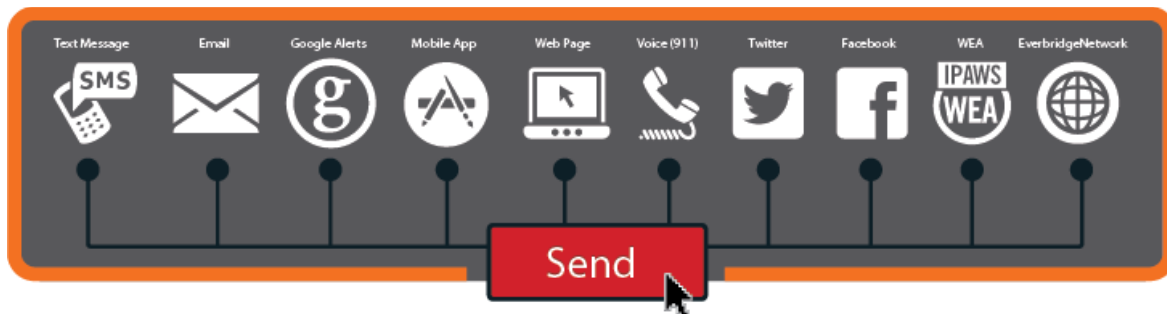 Text Message Email Google Alerts Mobile App Web Page Voice (911) Twitter Facebook WEA EverbridgeNetwork
SMS g IPAWS
WEA f
Send